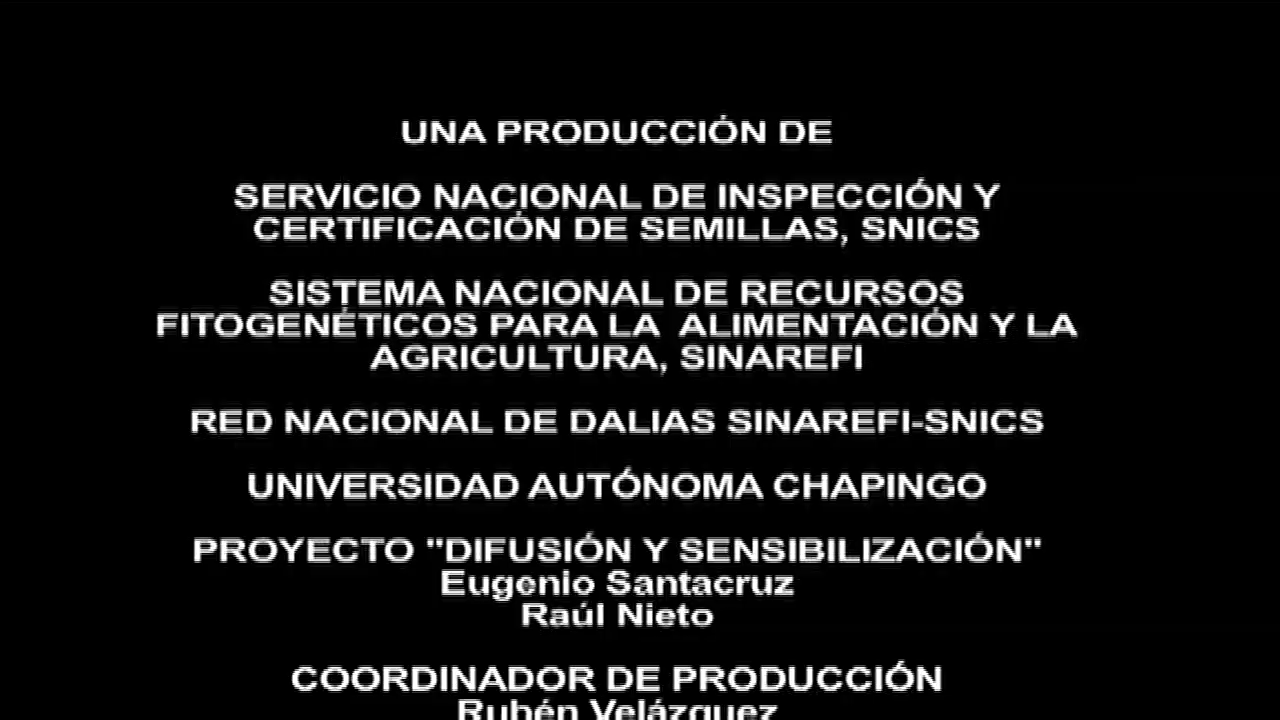 UNA PRODUCCIÓN DE
SERVICIO NACIONAL DE INSPECCIÓN Y
CERTIFICACIÓN DE SEMILLAS, SNICS
SISTEMA NACIONAL DE RECURSOS
FITOGENÉTICOS PARA LA ALIMENTACIÓN Y LA
AGRICULTURA, SINAREFI
RED NACIONAL DE DALIAS SINAREFI-SNICS
UNIVERSIDAD AUTÓNOMA CHAPINGO
PROYECTO "DIFUSIÓN Y SENSIBILIZACIÓN"
Eugenio Santacruz
Raúl Nieto
COORDINADOR DE PRODUCCIÓN
Rubén Velázquez